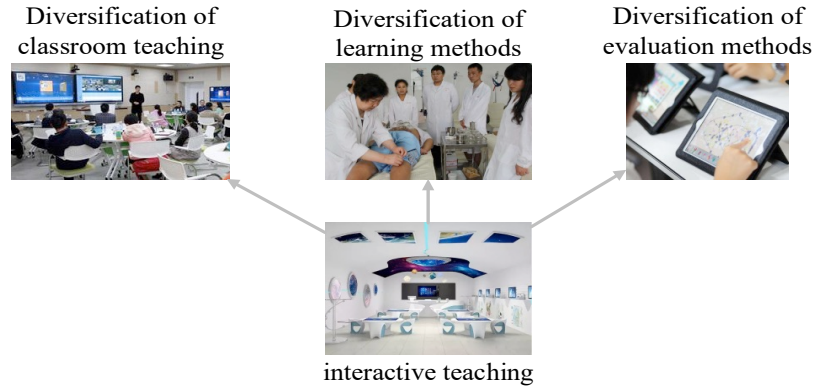 Diversification of
classroom teaching
Diversification of
learning methods
Diversification of
evaluation methods
interactive teaching